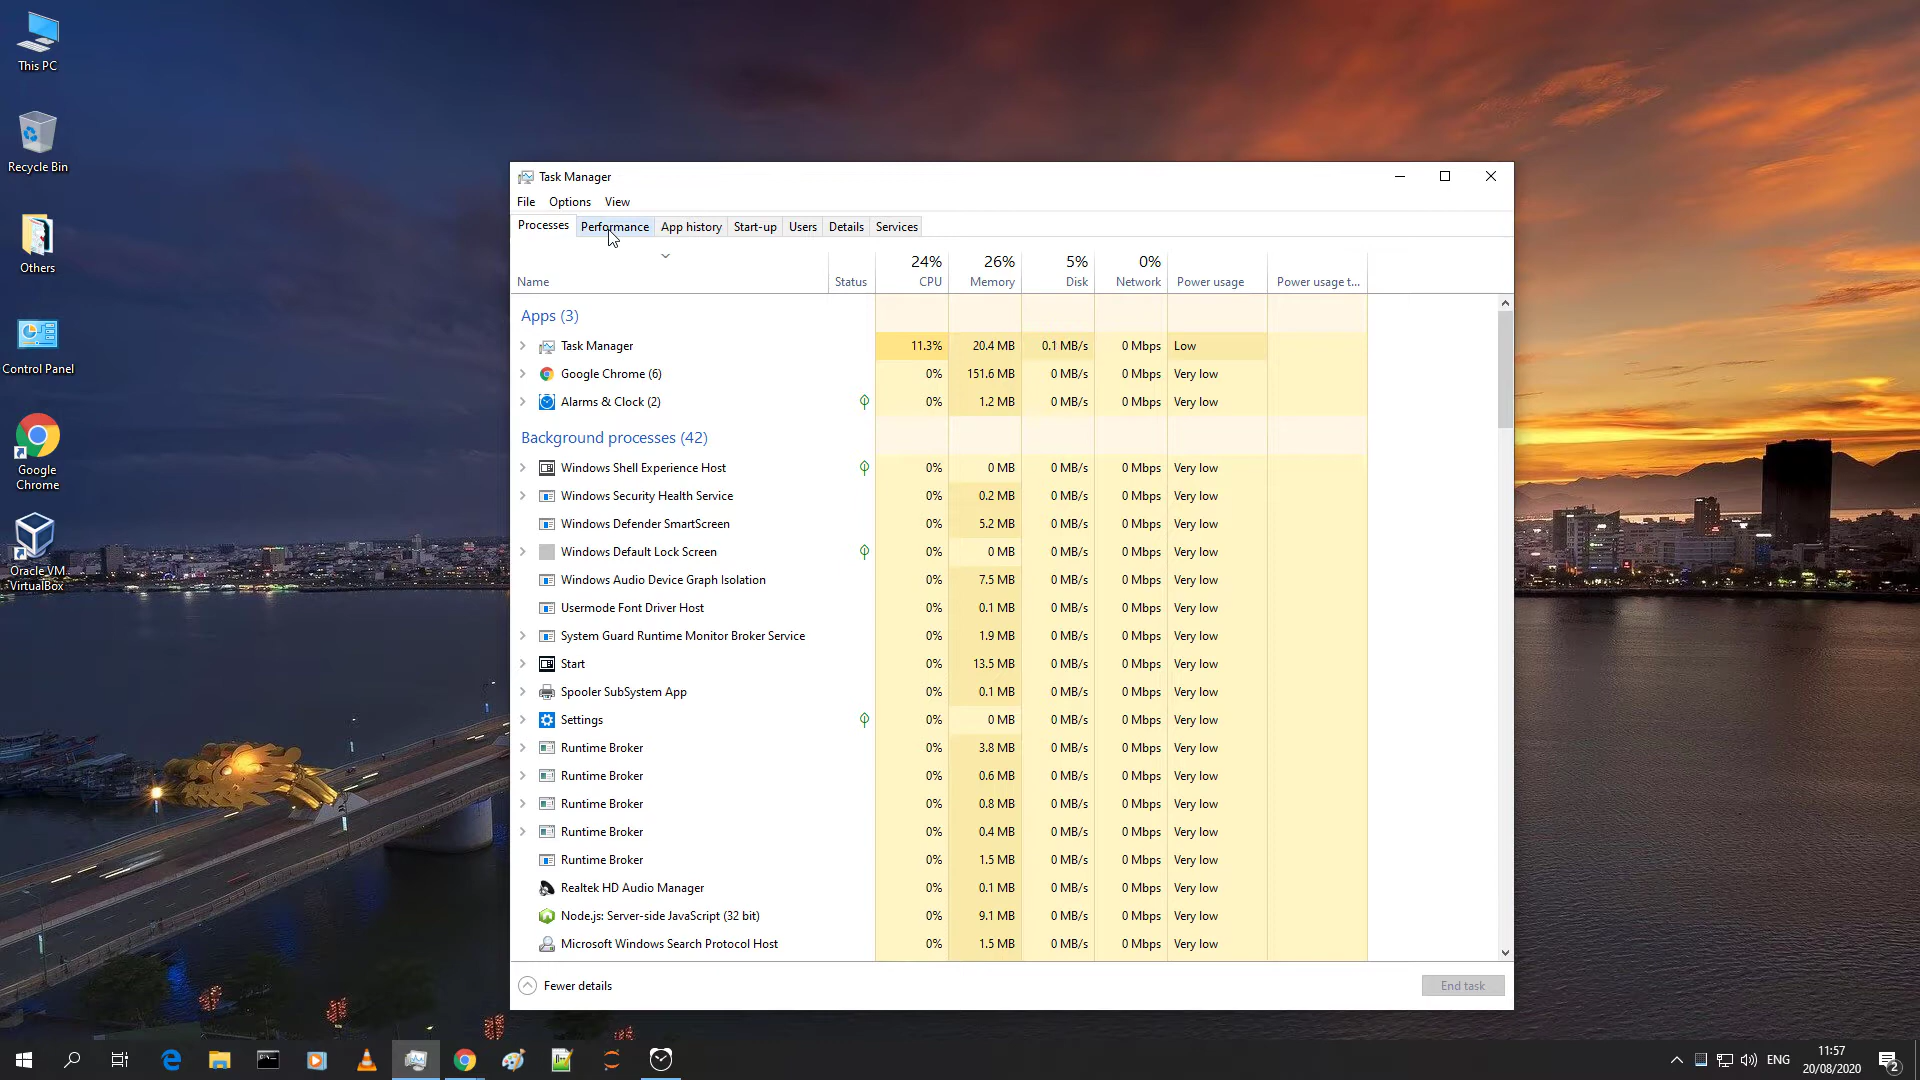 This PC
Recycle Bin
Others
Control Panel
Google
Chrome
Oracle VM
VirtualBox
Task Manager
File Options View
Processes Performance App history Start-up Users Details Services
24% 26% 5% 0%
Name Status CPU Memory Disk Network Power usage Power usage t...
Apps (3)
Task Manager 11.3% 20.4 MB 0.1 MB/s 0 Mbps Low
Google Chrome (6) 0% 151.6 MB 0 MB/s 0 Mbps Very low
Alarms & Clock (2) 0% 1.2 MB 0 MB/s 0 Mbps Very low
Background processes (42)
Windows Shell Experience Host 0% 0 MB 0 MB/s 0 Mbps Very low
Windows Security Health Service 0% 0.2 MB 0 MB/s 0 Mbps Very low
Windows Defender SmartScreen 0% 5.2 MB 0 MB/s 0 Mbps Very low
Windows Default Lock Screen 0% 0 MB 0 MB/s 0 Mbps Very low
Windows Audio Device Graph Isolation 0% 7.5 MB 0 MB/s 0 Mbps Very low
Usermode Font Driver Host 0% 0.1 MB 0 MB/s 0 Mbps Very low
System Guard Runtime Monitor Broker Service 0% 1.9 MB 0 MB/s 0 Mbps Very low
Start 0% 13.5 MB 0 MB/s 0 Mbps Very low
Spooler SubSystem App 0% 0.1 MB 0 MB/s 0 Mbps Very low
Settings 0% 0 MB 0 MB/s 0 Mbps Very low
Runtime Broker 0% 3.8 MB 0 MB/s 0 Mbps Very low
Runtime Broker 0% 0.6 MB 0 MB/s 0 Mbps Very low
Runtime Broker 0% 0.8 MB 0 MB/s 0 Mbps Very low
Runtime Broker 0% 0.4 MB 0 MB/s 0 Mbps Very low
Runtime Broker 0% 1.5 MB 0 MB/s 0 Mbps Very low
Realtek HD Audio Manager 0% 0.1 MB 0 MB/s 0 Mbps Very low
Node.js: Server-side JavaScript (32 bit) 0% 9.1 MB 0 MB/s 0 Mbps Very low
Microsoft Windows Search Protocol Host 0% 1.5 MB 0 MB/s 0 Mbps Very low
Fewer details End task
ENG
11:57
20/08/2020
2